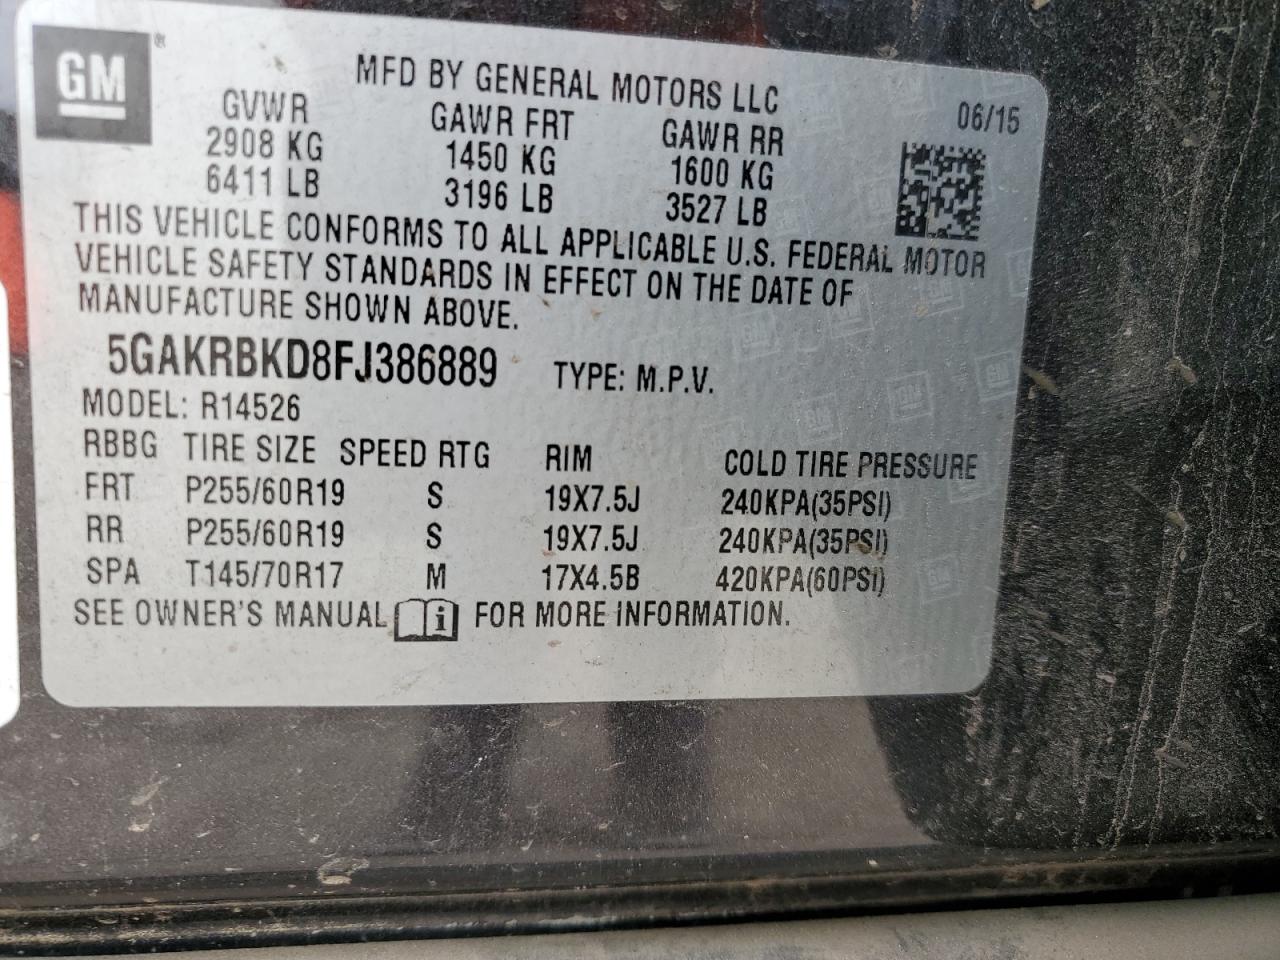 GM®
MFD BY GENERAL MOTORS LLC
06/15
GVWR GAWR FRT GAWR RR
2908 KG 1450 KG 1600 KG
6411 LB 3196 LB 3527 LB
THIS VEHICLE CONFORMS TO ALL APPLICABLE U.S. FEDERAL MOTOR
VEHICLE SAFETY STANDARDS IN EFFECT ON THE DATE OF
MANUFACTURE SHOWN ABOVE.
5GAKRBKD8FJ386889 TYPE: M.P.V.
MODEL: R14526
RBBG TIRE SIZE SPEED RTG RIM COLD TIRE PRESSURE
FRT P255/60R19 S 19X7.5J 240KPA(35PSI)
RR P255/60R19 S 19X7.5J 240KPA(35PSI)
SPA T145/70R17 M 17X4.5B 420KPA(60PSI)
SEE OWNER'S MANUAL i FOR MORE INFORMATION.